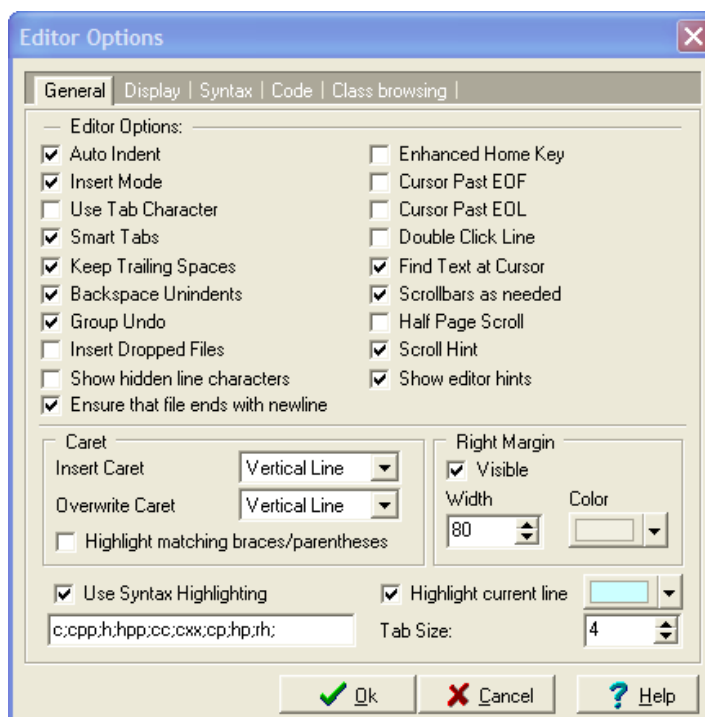 Editor Options
General | Display | Syntax | Code | Class browsing |
Editor Options:
Auto Indent
Enhanced Home Key
Insert Mode
Cursor Past EOF
Use Tab Character
Cursor Past EOL
Smart Tabs
Double Click Line
Keep Trailing Spaces
Find Text at Cursor
Backspace Unindents
Scrollbars as needed
Group Undo
Half Page Scroll
Insert Dropped Files
Scroll Hint
Show hidden line characters
Show editor hints
Ensure that file ends with newline
Caret
Insert Caret Vertical Line
Overwrite Caret Vertical Line
Highlight matching braces/parentheses
Right Margin
Visible
Width Color
80
Use Syntax Highlighting
Highlight current line
c;cpp;h;hpp;cc;cxx;cp;hp;rh;
Tab Size: 4
Ok Cancel Help